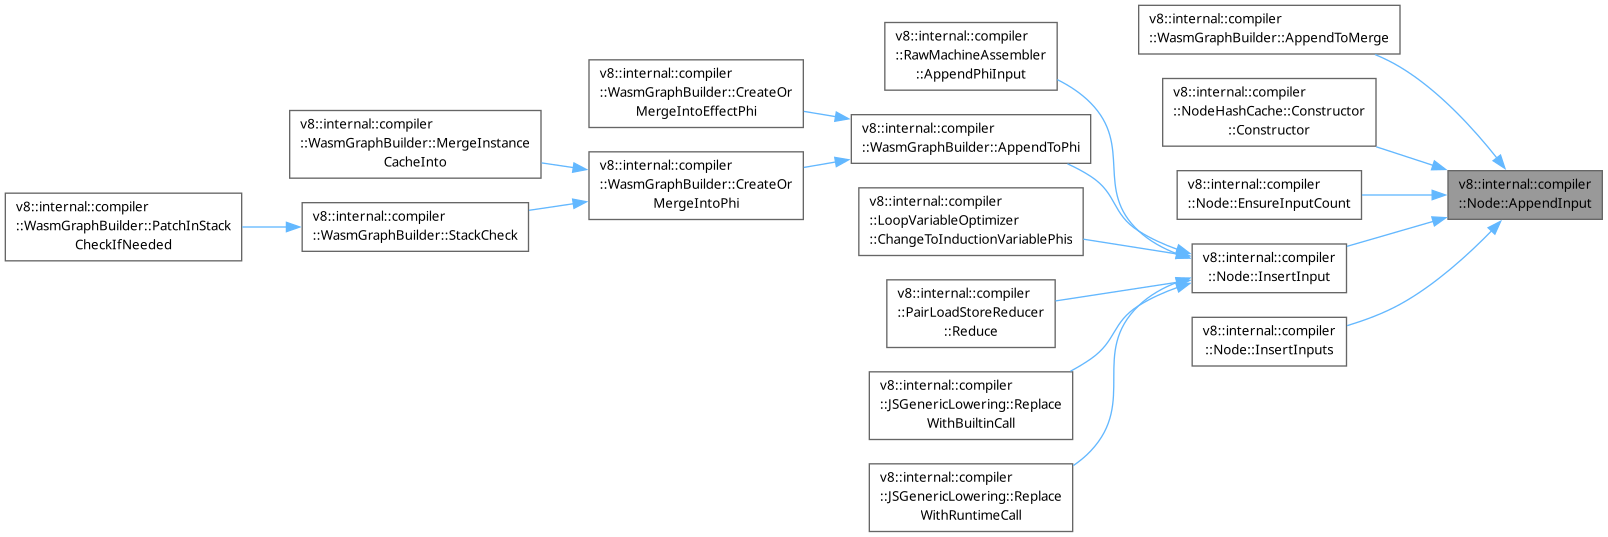 v8::internal::compiler
::WasmGraphBuilder::PatchInStack
CheckIfNeeded
v8::internal::compiler
::WasmGraphBuilder::MergeInstance
CacheInto
v8::internal::compiler
::WasmGraphBuilder::StackCheck
v8::internal::compiler
::WasmGraphBuilder::CreateOr
MergeIntoEffectPhi
v8::internal::compiler
::WasmGraphBuilder::CreateOr
MergeIntoPhi
v8::internal::compiler
::RawMachineAssembler
::AppendPhiInput
v8::internal::compiler
::WasmGraphBuilder::AppendToPhi
v8::internal::compiler
::LoopVariableOptimizer
::ChangeToInductionVariablePhis
v8::internal::compiler
::PairLoadStoreReducer
::Reduce
v8::internal::compiler
::JSGenericLowering::Replace
WithBuiltinCall
v8::internal::compiler
::JSGenericLowering::Replace
WithRuntimeCall
v8::internal::compiler
::WasmGraphBuilder::AppendToMerge
v8::internal::compiler
::NodeHashCache::Constructor
::Constructor
v8::internal::compiler
::Node::EnsureInputCount
v8::internal::compiler
::Node::InsertInput
v8::internal::compiler
::Node::InsertInputs
v8::internal::compiler
::Node::AppendInput